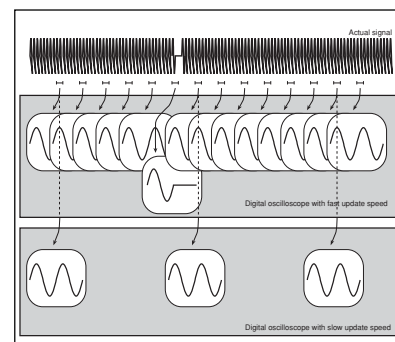 Actual signal
Digital oscilloscope with fast update speed
Digital oscilloscope with slow update speed